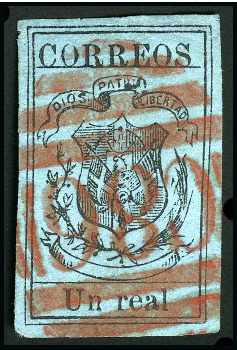 CORREOS
DIOS PATRIA LIBERTAD
Un real